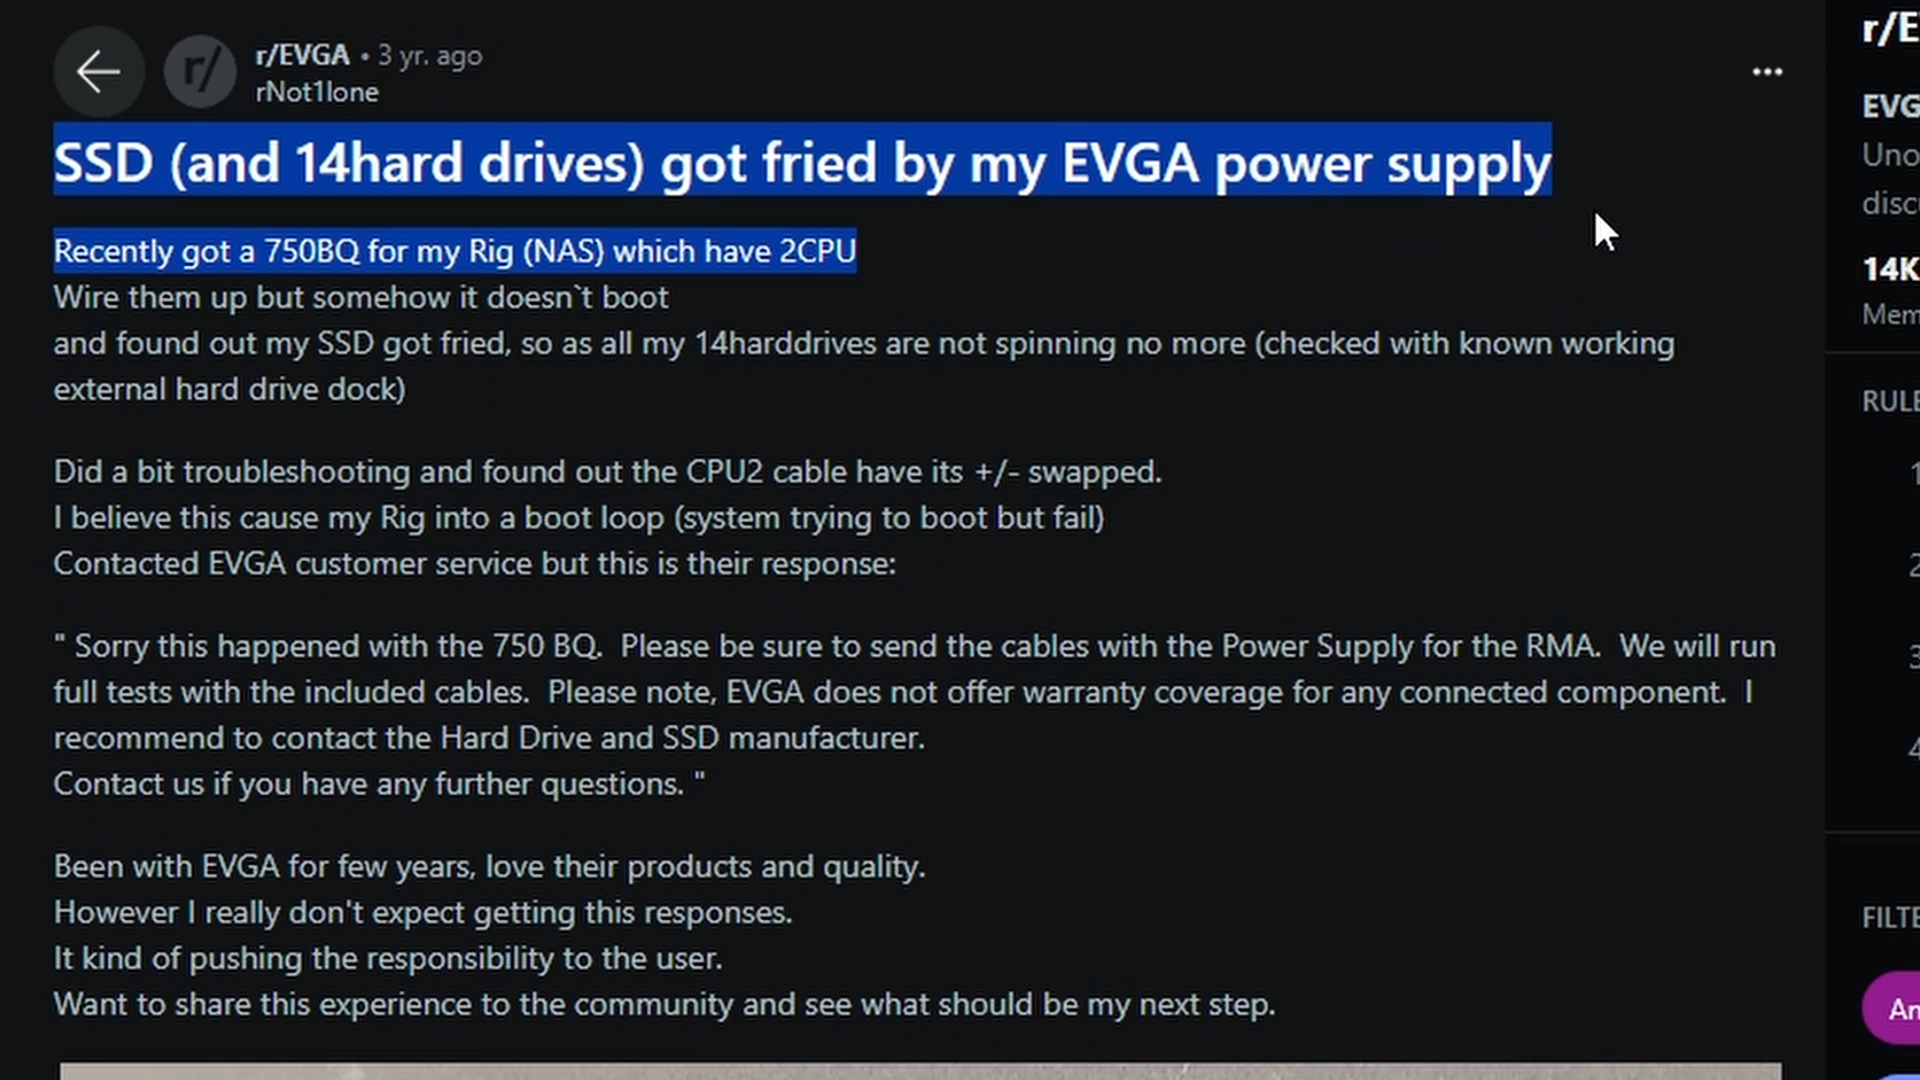 r/EVGA • 3 yr. ago
rNot1lone
SSD (and 14hard drives) got fried by my EVGA power supply
Recently got a 750BQ for my Rig (NAS) which have 2CPU
Wire them up but somehow it doesn`t boot
and found out my SSD got fried, so as all my 14harddrives are not spinning no more (checked with known working
external hard drive dock)
Did a bit troubleshooting and found out the CPU2 cable have its +/- swapped.
I believe this cause my Rig into a boot loop (system trying to boot but fail)
Contacted EVGA customer service but this is their response:
" Sorry this happened with the 750 BQ.  Please be sure to send the cables with the Power Supply for the RMA.  We will run
full tests with the included cables.  Please note, EVGA does not offer warranty coverage for any connected component.  I
recommend to contact the Hard Drive and SSD manufacturer.
Contact us if you have any further questions. "
Been with EVGA for few years, love their products and quality.
However I really don't expect getting this responses.
It kind of pushing the responsibility to the user.
Want to share this experience to the community and see what should be my next step.
r/E
EVG
Uno
disc
14K
Mem
RULE
1
2
3
4
FILTE
An